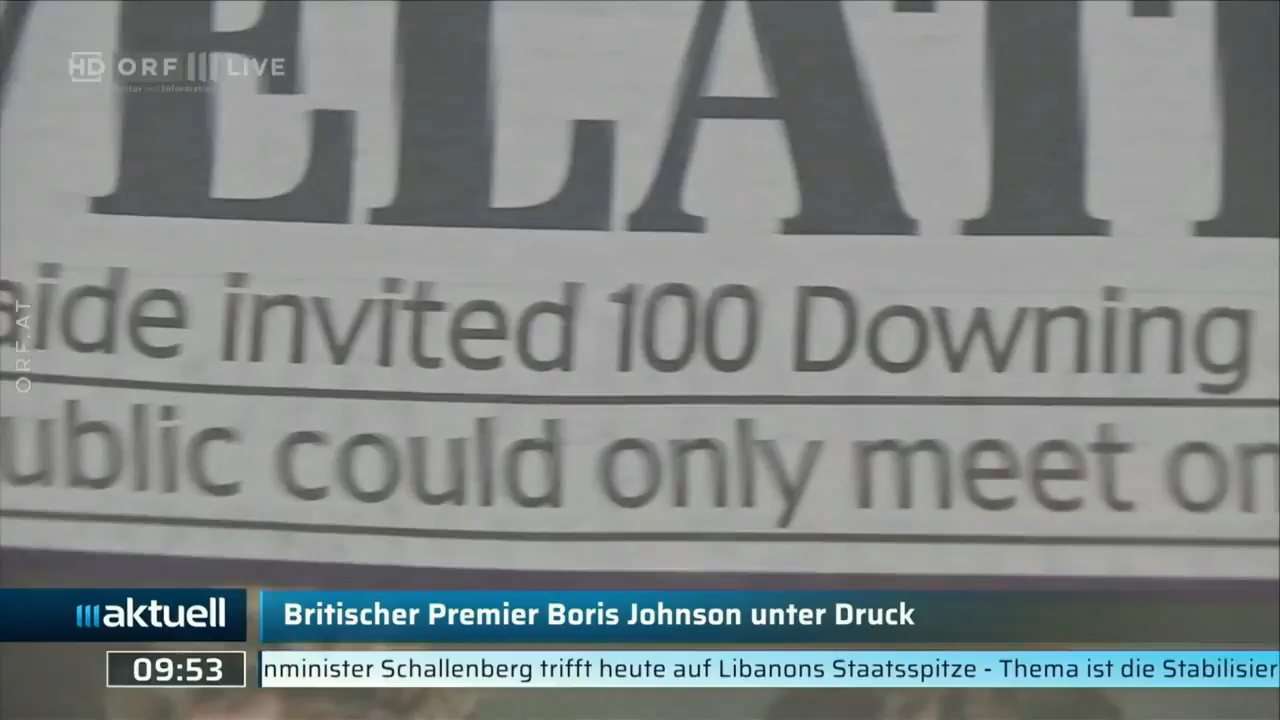 HD ORF III LIVE
ELAT
aide invited 100 Downing
ublic could only meet on
ORF.AT
aktuell
Britischer Premier Boris Johnson unter Druck
09:53
nminister Schallenberg trifft heute auf Libanons Staatsspitze - Thema ist die Stabilisier